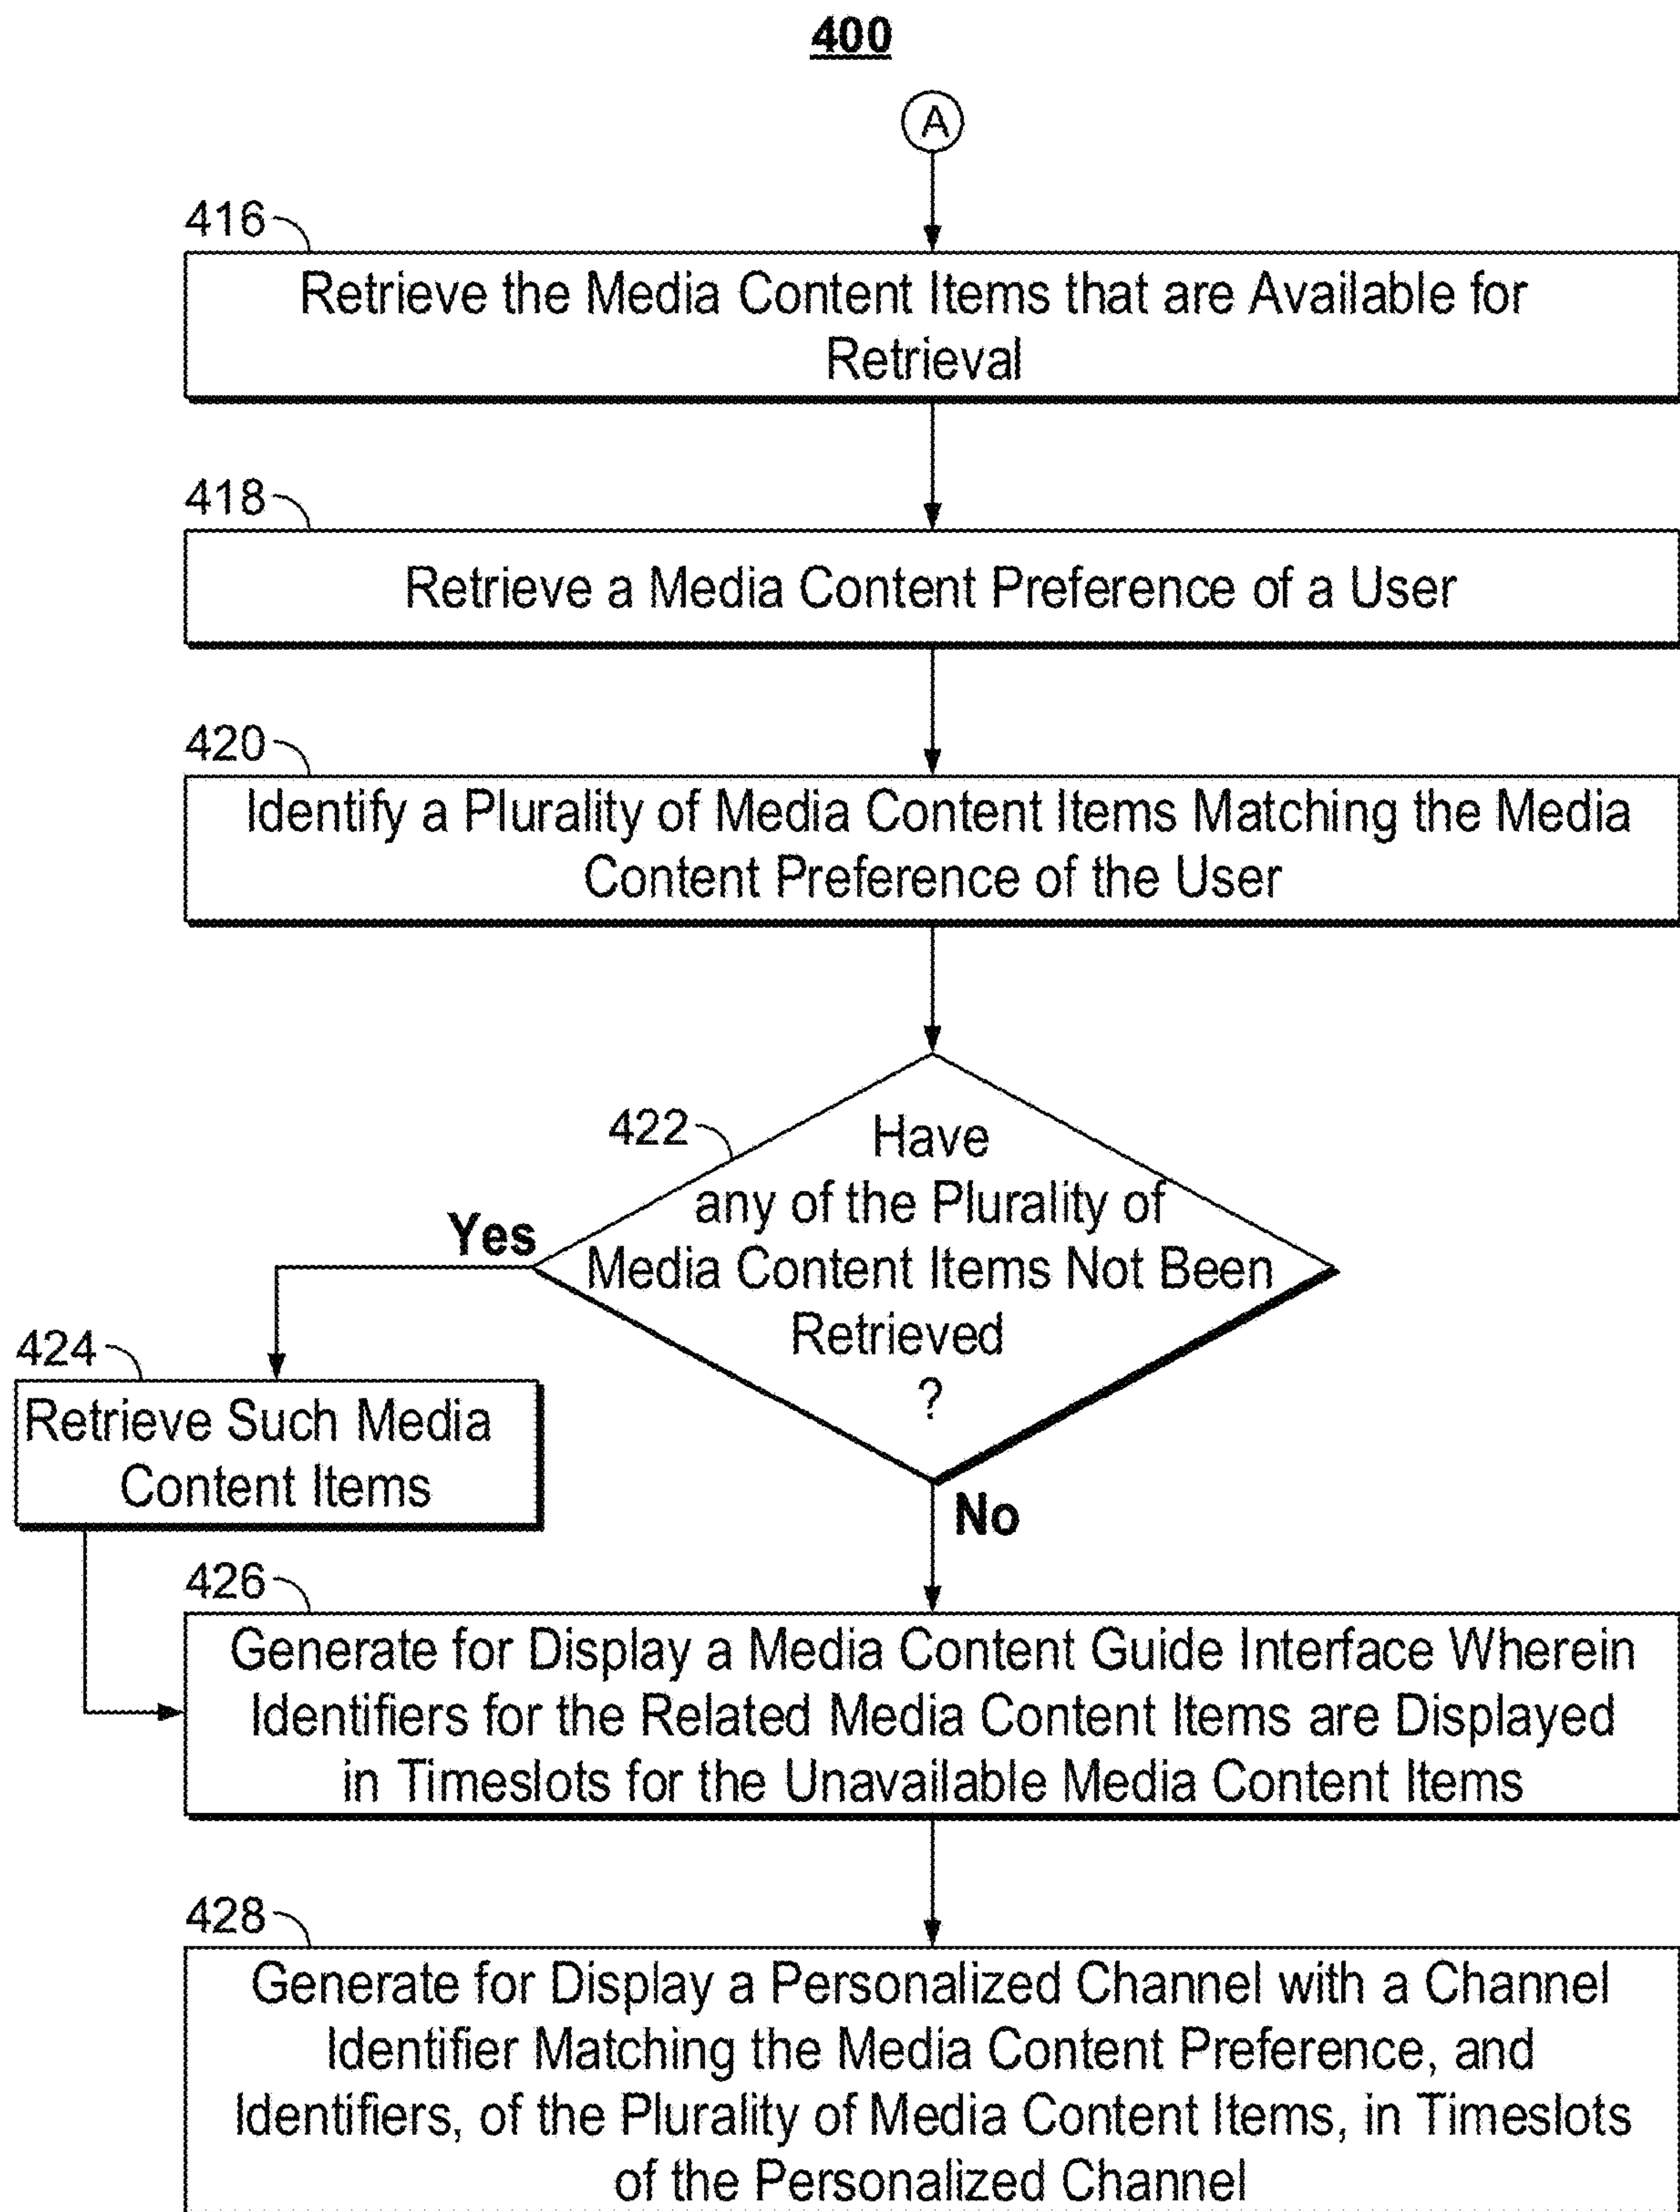 400
A
416
Retrieve the Media Content Items that are Available for
Retrieval
418
Retrieve a Media Content Preference of a User
420
Identify a Plurality of Media Content Items Matching the Media
Content Preference of the User
422
Have
any of the Plurality of
Media Content Items Not Been
Retrieved
?
Yes
424
Retrieve Such Media
Content Items
No
426
Generate for Display a Media Content Guide Interface Wherein
Identifiers for the Related Media Content Items are Displayed
in Timeslots for the Unavailable Media Content Items
428
Generate for Display a Personalized Channel with a Channel
Identifier Matching the Media Content Preference, and
Identifiers, of the Plurality of Media Content Items, in Timeslots
of the Personalized Channel